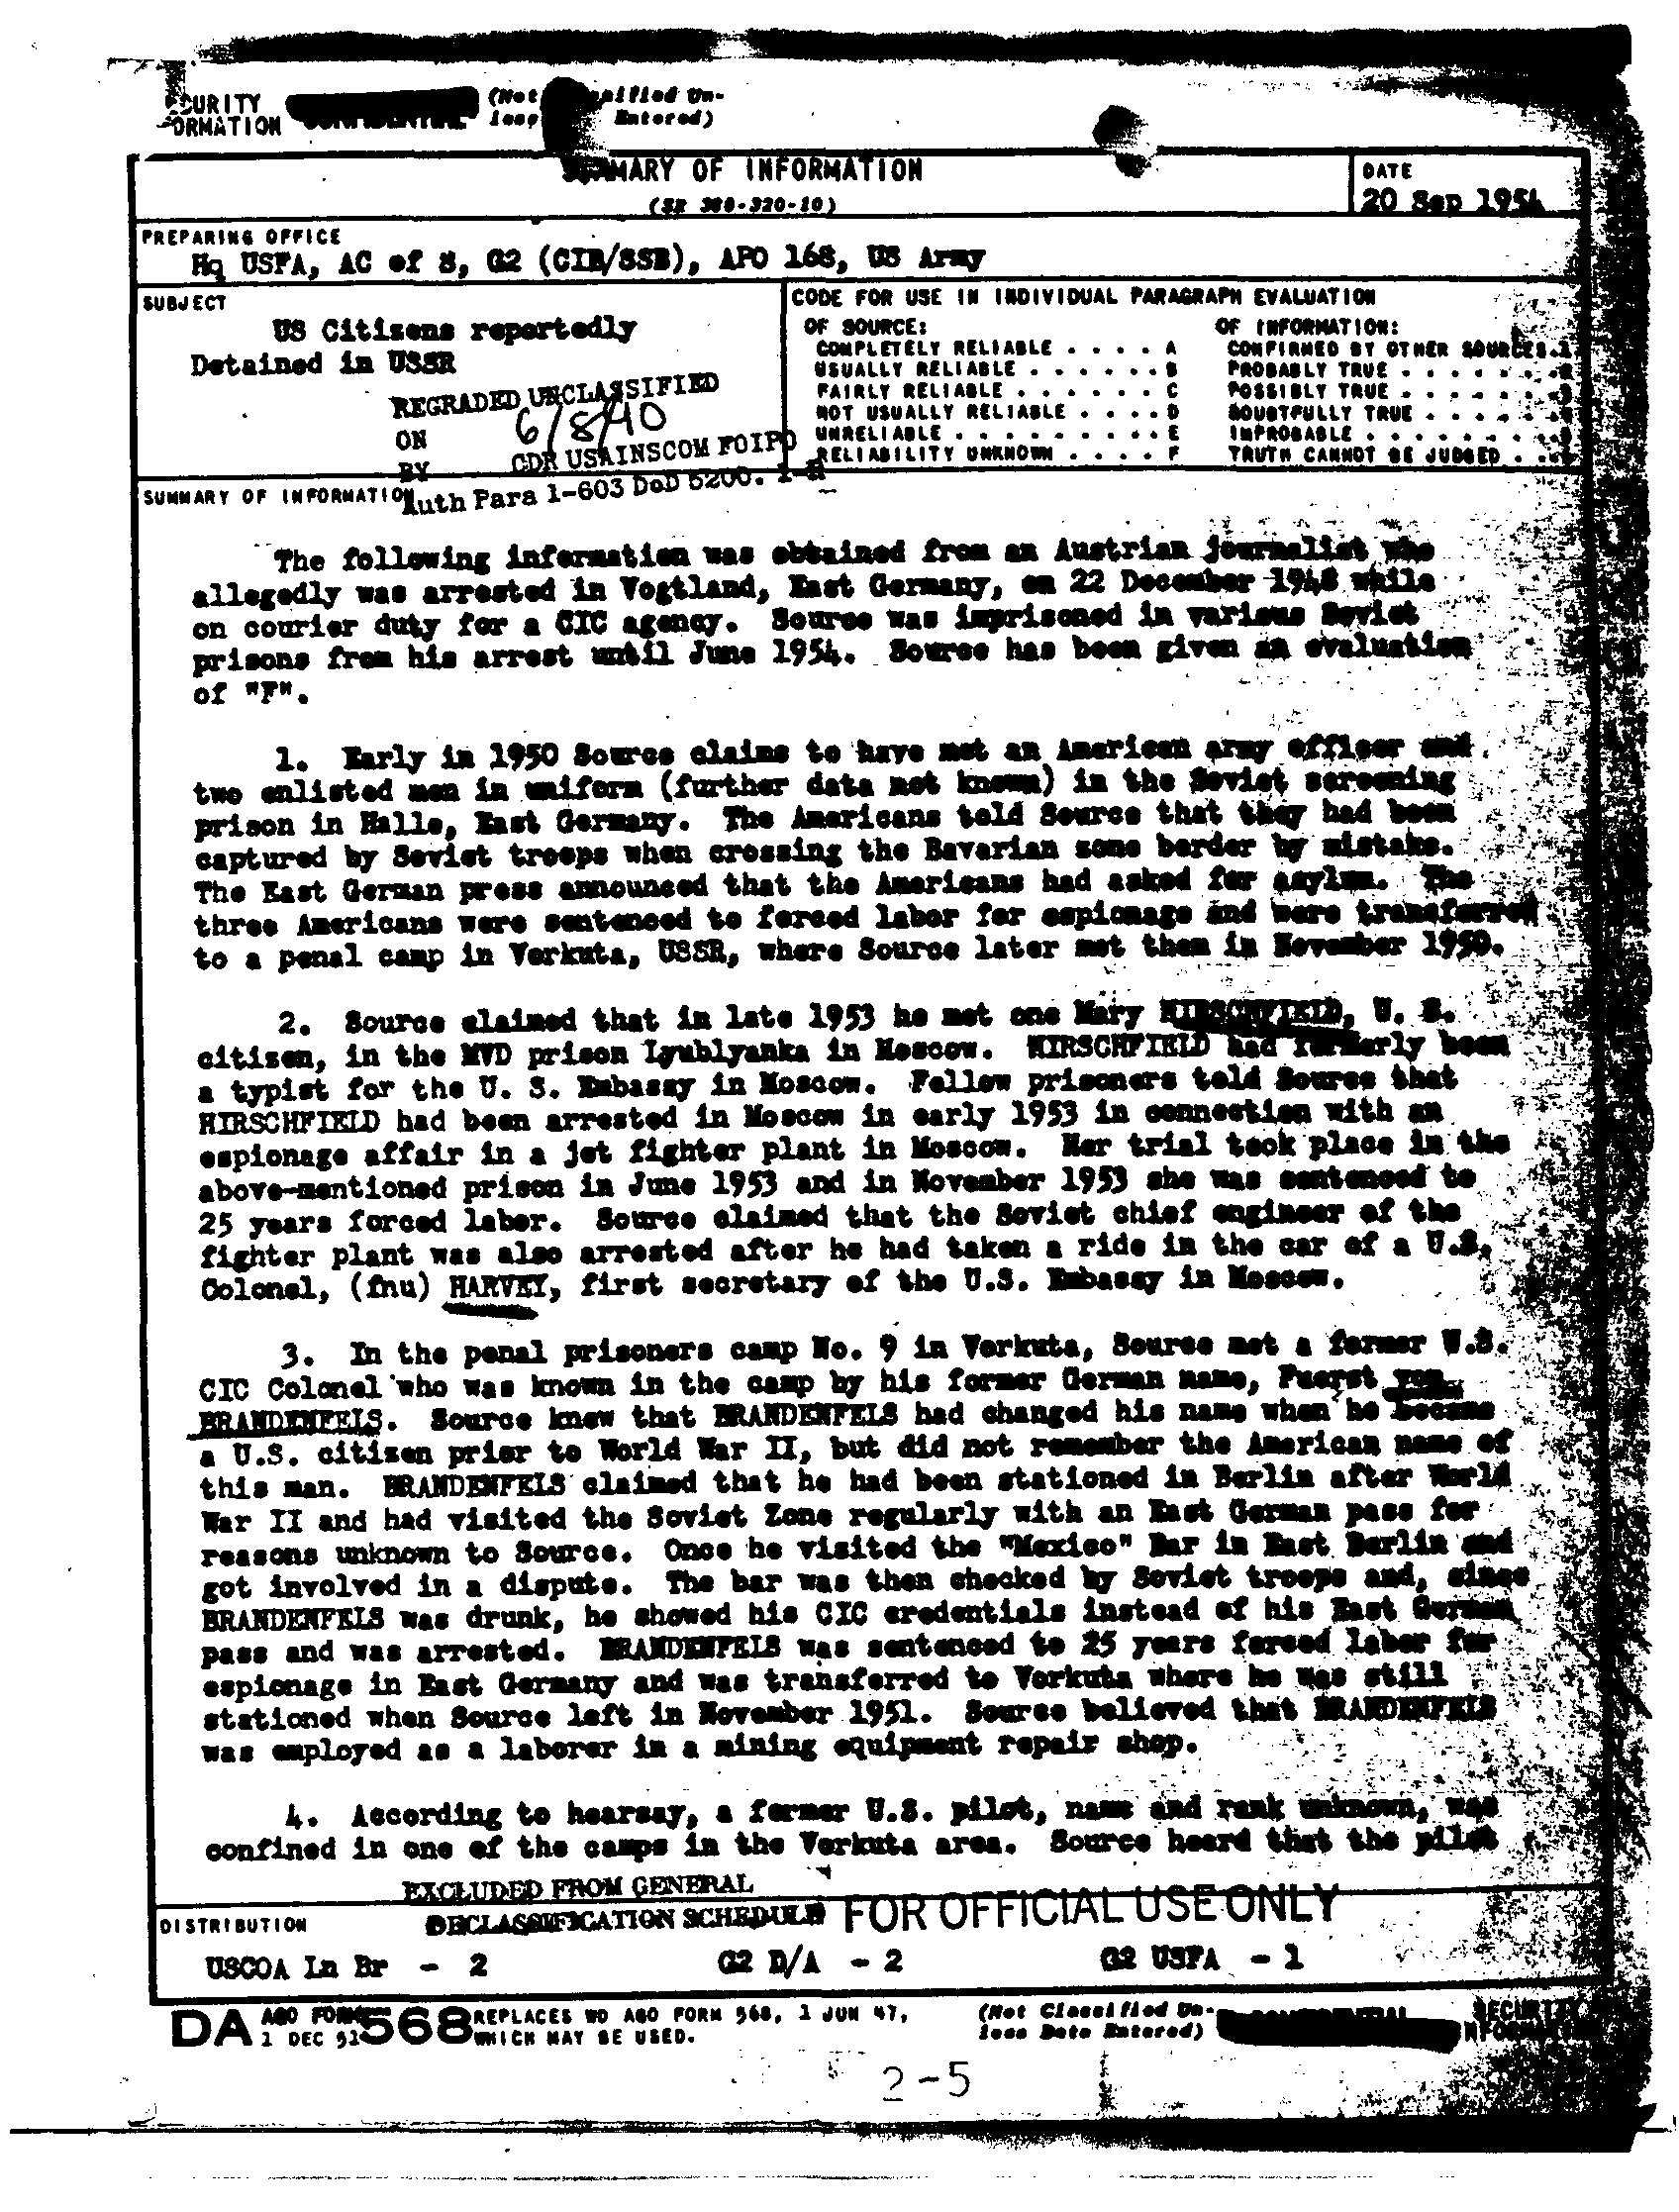 SECURITY
INFORMATION
(Not Classified Un-
less Entered)
SUMMARY OF INFORMATION
(SR 380-320-10)
DATE
20 Sep 1954
PREPARING OFFICE
Hq USFA, AC of S, G2 (CIB/SSB), APO 168, US Army
SUBJECT
US Citizens reportedly
Detained in USSR
REGRADED UNCLASSIFIED
ON
BY CDR USAINSCOM FOIPO
Auth Para 1-603 DoD 5200. 1-R
CODE FOR USE IN INDIVIDUAL PARAGRAPH EVALUATION
OF SOURCE:
COMPLETELY RELIABLE . . . . A
USUALLY RELIABLE . . . . . . B
FAIRLY RELIABLE . . . . . . C
NOT USUALLY RELIABLE . . . . D
UNRELIABLE . . . . . . . . . E
RELIABILITY UNKNOWN . . . . F
OF INFORMATION:
CONFIRMED BY OTHER SOURCES
PROBABLY TRUE . . . . . .
POSSIBLY TRUE . . . . . .
DOUBTFULLY TRUE . . . . .
IMPROBABLE . . . . . . . .
TRUTH CANNOT BE JUDGED . .
SUMMARY OF INFORMATION
The following information was obtained from an Austrian journalist who
allegedly was arrested in Vogtland, East Germany, on 22 December 1948 while
on courier duty for a CIC agency. Source was imprisoned in various Soviet
prisons from his arrest until June 1954. Source has been given an evaluation
of "F".
1. Early in 1950 Source claims to have met an American army officer and
two enlisted men in uniform (further data not known) in the Soviet screening
prison in Halle, East Germany. The Americans told Source that they had been
captured by Soviet troops when crossing the Bavarian zone border by mistake.
The East German press announced that the Americans had asked for asylum. The
three Americans were sentenced to forced labor for espionage and were transferred
to a penal camp in Vorkuta, USSR, where Source later met them in November 1950.
2. Source claimed that in late 1953 he met one Mary HIRSCHFIELD, U. S.
citizen, in the MVD prison Lyublyanka in Moscow. HIRSCHFIELD had formerly been
a typist for the U. S. Embassy in Moscow. Fellow prisoners told Source that
HIRSCHFIELD had been arrested in Moscow in early 1953 in connection with an
espionage affair in a jet fighter plant in Moscow. Her trial took place in the
above-mentioned prison in June 1953 and in November 1953 she was sentenced to
25 years forced labor. Source claimed that the Soviet chief engineer of the
fighter plant was also arrested after he had taken a ride in the car of a U.S.
Colonel, (fnu) HARVEY, first secretary of the U.S. Embassy in Moscow.
3. In the penal prisoners camp No. 9 in Vorkuta, Source met a former U.S.
CIC Colonel who was known in the camp by his former German name, Fuerst von
BRANDENFELS. Source knew that BRANDENFELS had changed his name when he became
a U.S. citizen prior to World War II, but did not remember the American name of
this man. BRANDENFELS claimed that he had been stationed in Berlin after World
War II and had visited the Soviet Zone regularly with an East German pass for
reasons unknown to Source. Once he visited the "Mexico" Bar in East Berlin and
got involved in a dispute. The bar was then checked by Soviet troops and, since
BRANDENFELS was drunk, he showed his CIC credentials instead of his East German
pass and was arrested. BRANDENFELS was sentenced to 25 years forced labor for
espionage in East Germany and was transferred to Vorkuta where he was still
stationed when Source left in November 1951. Source believed that BRANDENFELS
was employed as a laborer in a mining equipment repair shop.
4. According to hearsay, a former U.S. pilot, name and rank unknown, was
confined in one of the camps in the Vorkuta area. Source heard that the pilot
EXCLUDED FROM GENERAL
DECLASSIFICATION SCHEDULE
FOR OFFICIAL USE ONLY
DISTRIBUTION
USCOA Ln Br - 2 G2 D/A - 2 G2 USFA - 1
DA AGO FORM 1 DEC 51 568 REPLACES WD AGO FORM 568, 1 JUN 47,
WHICH MAY BE USED.
(Not Classified Un-
less Data Entered)
SECURITY
INFORMATION
2-5